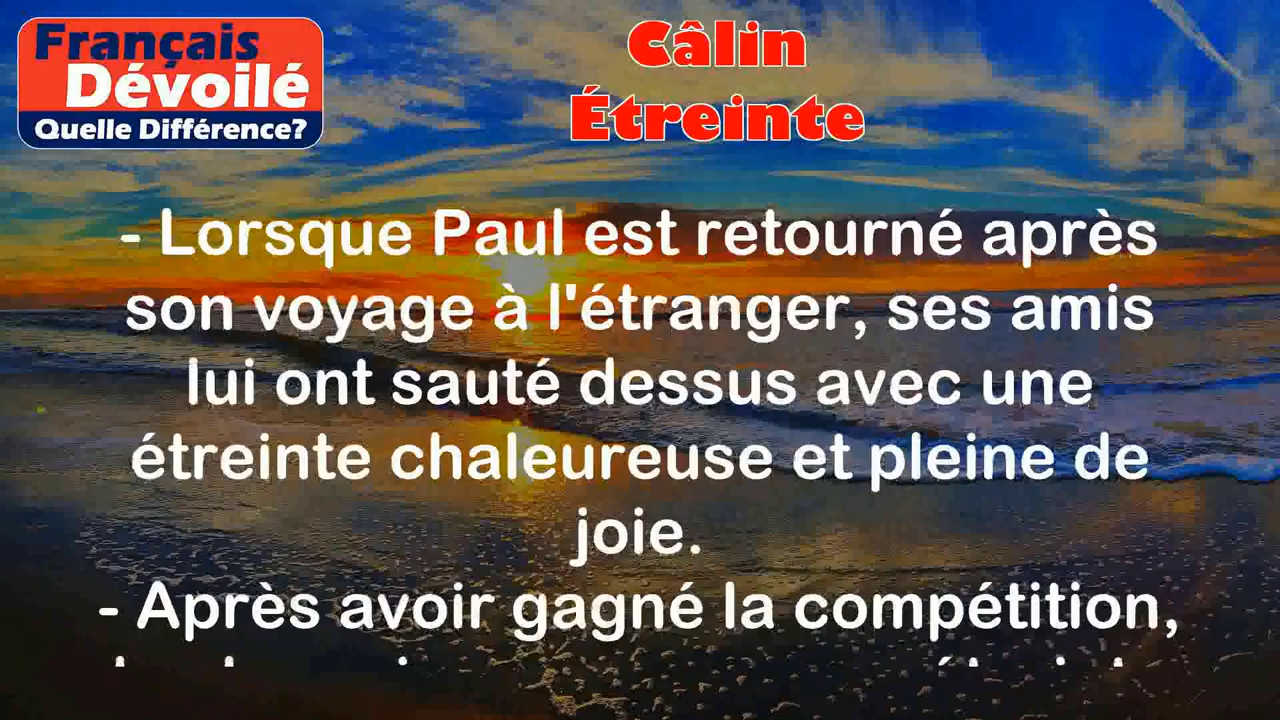 Français
Dévoilé
Quelle Différence?
Câlin
Étreinte
- Lorsque Paul est retourné après
son voyage à l'étranger, ses amis
lui ont sauté dessus avec une
étreinte chaleureuse et pleine de
joie.
- Après avoir gagné la compétition,